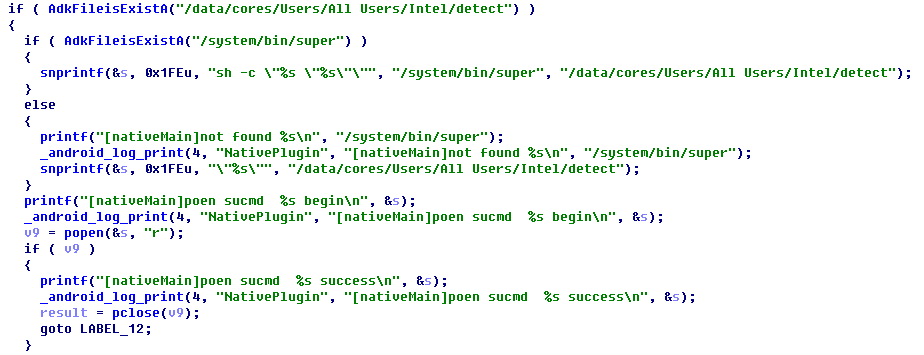 if ( AdkFileisExistA("/data/cores/Users/All Users/Intel/detect") )
{
  if ( AdkFileisExistA("/system/bin/super") )
  {
    snprintf(&s, 0x1FEu, "sh -c \"%s \"%s\"\"", "/system/bin/super", "/data/cores/Users/All Users/Intel/detect");
  }
  else
  {
    printf("[nativeMain]not found %s\n", "/system/bin/super");
    _android_log_print(4, "NativePlugin", "[nativeMain]not found %s\n", "/system/bin/super");
    snprintf(&s, 0x1FEu, "\"%s\"", "/data/cores/Users/All Users/Intel/detect");
  }
  printf("[nativeMain]poen sucmd  %s begin\n", &s);
  _android_log_print(4, "NativePlugin", "[nativeMain]poen sucmd  %s begin\n", &s);
  v9 = popen(&s, "r");
  if ( v9 )
  {
    printf("[nativeMain]poen sucmd  %s success\n", &s);
    _android_log_print(4, "NativePlugin", "[nativeMain]poen sucmd  %s success\n", &s);
    result = pclose(v9);
    goto LABEL_12;
  }